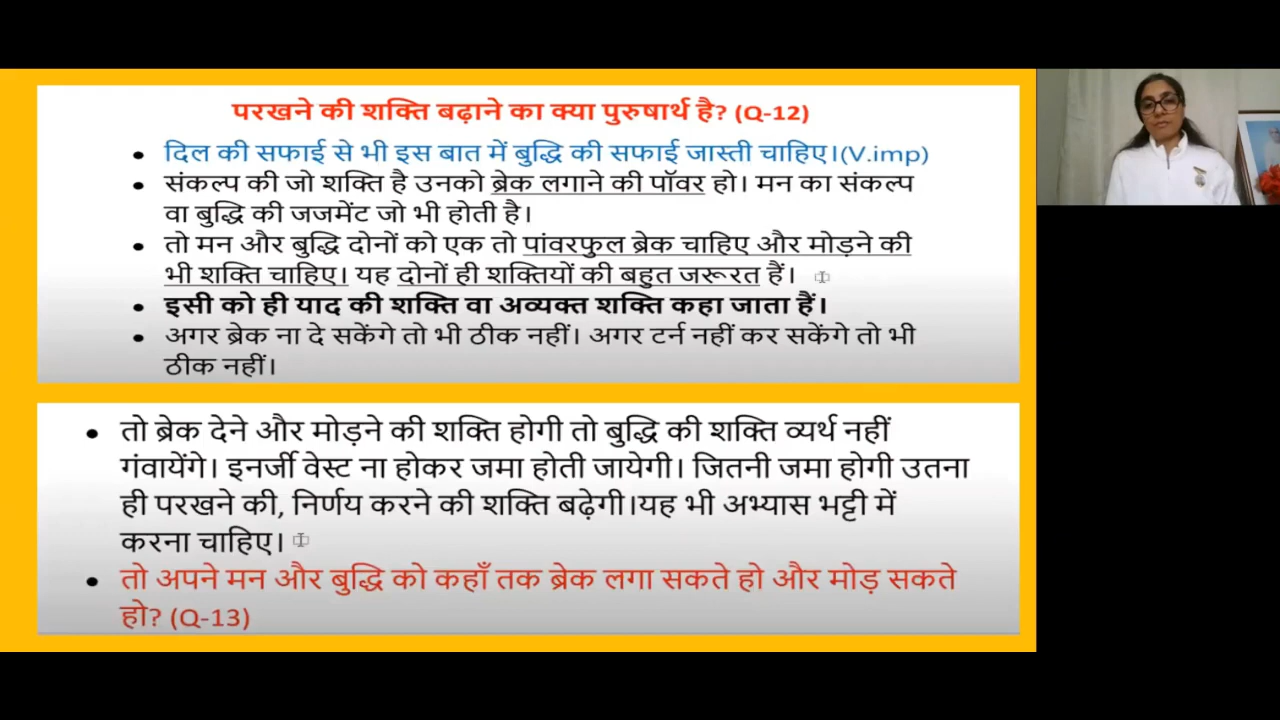 परखने की शक्ति बढ़ाने का क्या पुरुषार्थ है? (Q-12)
• दिल की सफाई से भी इस बात में बुद्धि की सफाई जास्ती चाहिए।(V.imp)
• संकल्प की जो शक्ति है उनको ब्रेक लगाने की पॉवर हो। मन का संकल्प
वा बुद्धि की जजमेंट जो भी होती है।
• तो मन और बुद्धि दोनों को एक तो पांवरफुल ब्रेक चाहिए और मोड़ने की
भी शक्ति चाहिए। यह दोनों ही शक्तियों की बहुत जरूरत हैं।
• इसी को ही याद की शक्ति वा अव्यक्त शक्ति कहा जाता हैं।
• अगर ब्रेक ना दे सकेंगे तो भी ठीक नहीं। अगर टर्न नहीं कर सकेंगे तो भी
ठीक नहीं।
• तो ब्रेक देने और मोड़ने की शक्ति होगी तो बुद्धि की शक्ति व्यर्थ नहीं
गंवायेंगे। इनर्जी वेस्ट ना होकर जमा होती जायेगी। जितनी जमा होगी उतना
ही परखने की, निर्णय करने की शक्ति बढ़ेगी।यह भी अभ्यास भट्टी में
करना चाहिए।
• तो अपने मन और बुद्धि को कहाँ तक ब्रेक लगा सकते हो और मोड़ सकते
हो? (Q-13)